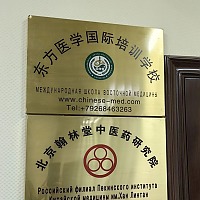 东方医学国际培训学校
МЕЖДУНАРОДНАЯ ШКОЛА ВОСТОЧНОЙ МЕДИЦИНЫ
www.chinese-med.com
Тел:+79268463263
北京翰林堂中医药研究院
Российский филиал Пекинского института
Китайской медицины им.Хан Линтан